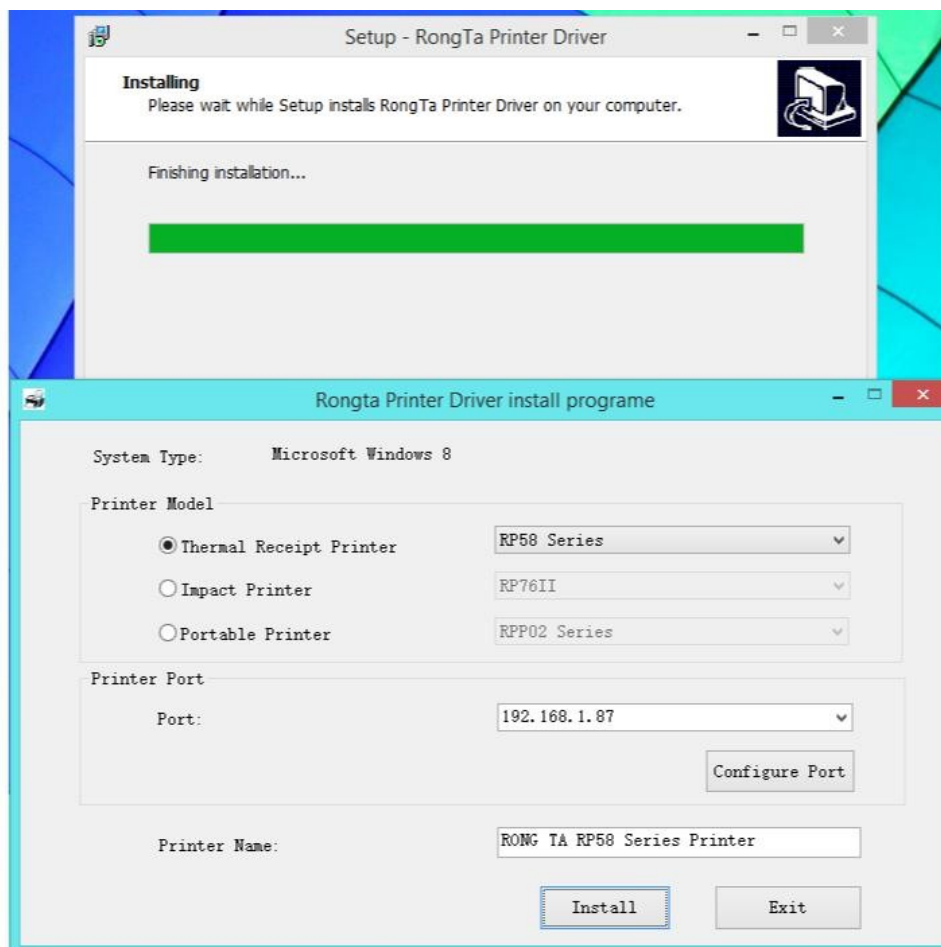 Setup - RongTa Printer Driver
Installing
Please wait while Setup installs RongTa Printer Driver on your computer.
Finishing installation...
Rongta Printer Driver install programe
System Type: Microsoft Windows 8
Printer Model
Thermal Receipt Printer RP58 Series
Impact Printer RP76II
Portable Printer RPP02 Series
Printer Port
Port: 192.168.1.87
Configure Port
Printer Name: RONG TA RP58 Series Printer
Install Exit